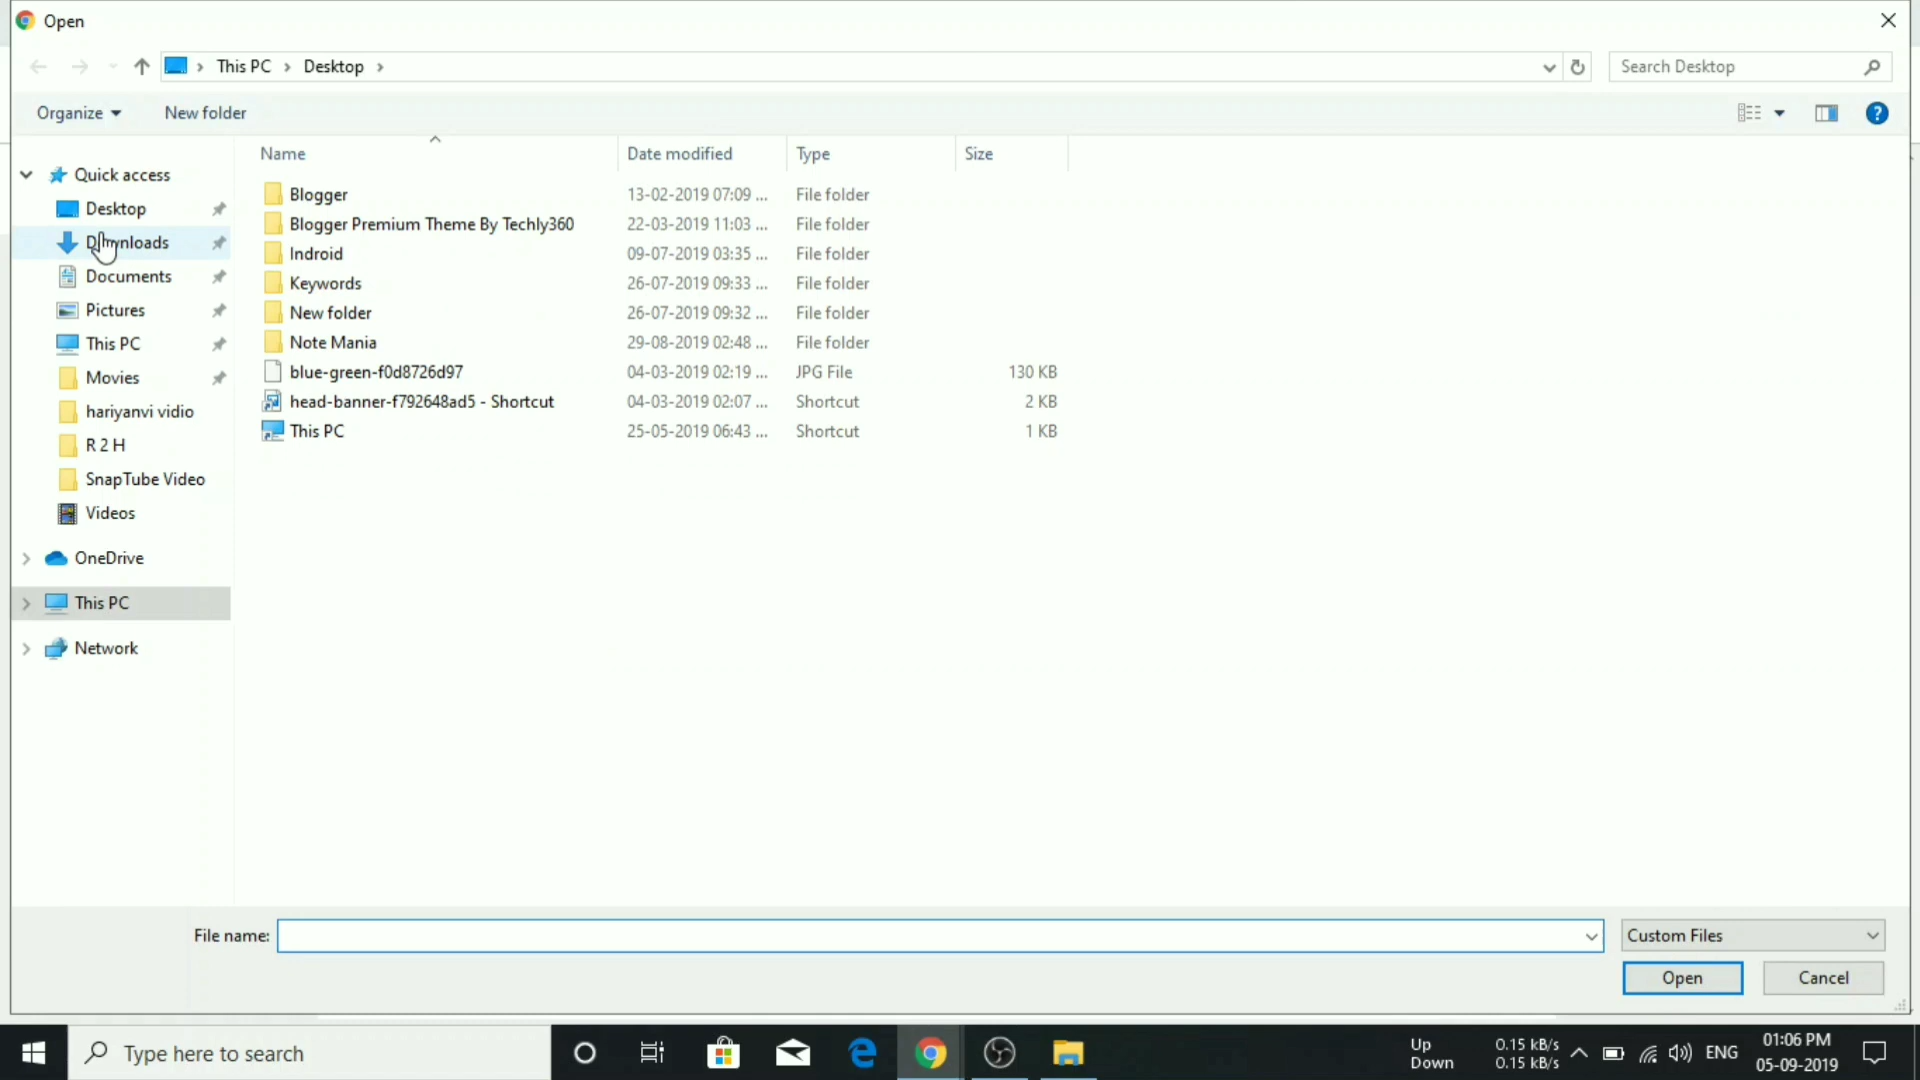 Open
This PC > Desktop >
Search Desktop
Organize
New folder
Name Date modified Type Size
Quick access
Desktop
Downloads
Documents
Pictures
This PC
Movies
hariyanvi vidio
R 2 H
SnapTube Video
Videos
OneDrive
This PC
Network
Blogger 13-02-2019 07:09 ... File folder
Blogger Premium Theme By Techly360 22-03-2019 11:03 ... File folder
Indroid 09-07-2019 03:35 ... File folder
Keywords 26-07-2019 09:33 ... File folder
New folder 26-07-2019 09:32 ... File folder
Note Mania 29-08-2019 02:48 ... File folder
blue-green-f0d8726d97 04-03-2019 02:19 ... JPG File 130 KB
head-banner-f792648ad5 - Shortcut 04-03-2019 02:07 ... Shortcut 2 KB
This PC 25-05-2019 06:43 ... Shortcut 1 KB
File name:
Custom Files
Open Cancel
Type here to search
Up 0.15 kB/s
Down 0.15 kB/s
ENG
01:06 PM
05-09-2019